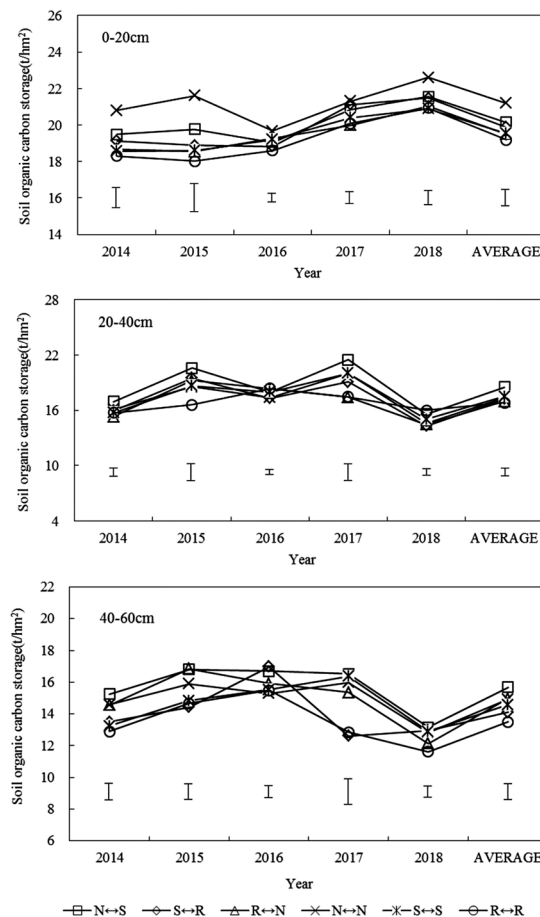 26
24
22
20
18
16
14
0-20cm
Soil organic carbon storage(t/hm²)
2014 2015 2016 2017 2018 AVERAGE
Year
28
22
16
10
4
20-40cm
Soil organic carbon storage(t/hm²)
2014 2015 2016 2017 2018 AVERAGE
Year
22
20
18
16
14
12
10
8
6
40-60cm
Soil organic carbon storage(t/hm²)
2014 2015 2016 2017 2018 AVERAGE
Year
N↔S S↔R R↔N N↔N S↔S R↔R